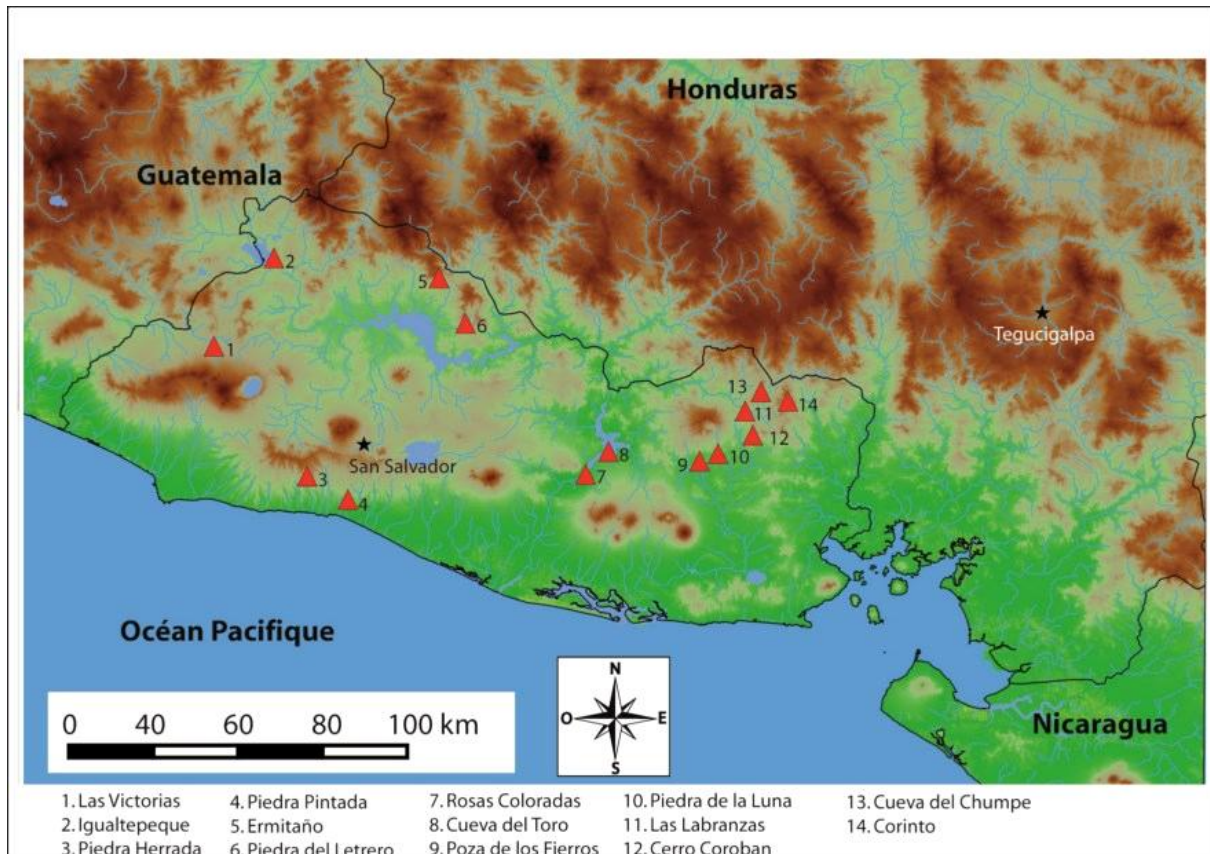 Honduras
Guatemala
2
5
6
Tegucigalpa
1
13
14
11
12
San Salvador
8
10
9
3
7
4
Océan Pacifique
N
O E
S
0 40 60 80 100 km
Nicaragua
1. Las Victorias 4. Piedra Pintada 7. Rosas Coloradas 10. Piedra de la Luna 13. Cueva del Chumpe
2. Igualtepeque 5. Ermitaño 8. Cueva del Toro 11. Las Labranzas 14. Corinto
3. Piedra Herrada 6. Piedra del Letrero 9. Poza de los Fierros 12. Cerro Coroban